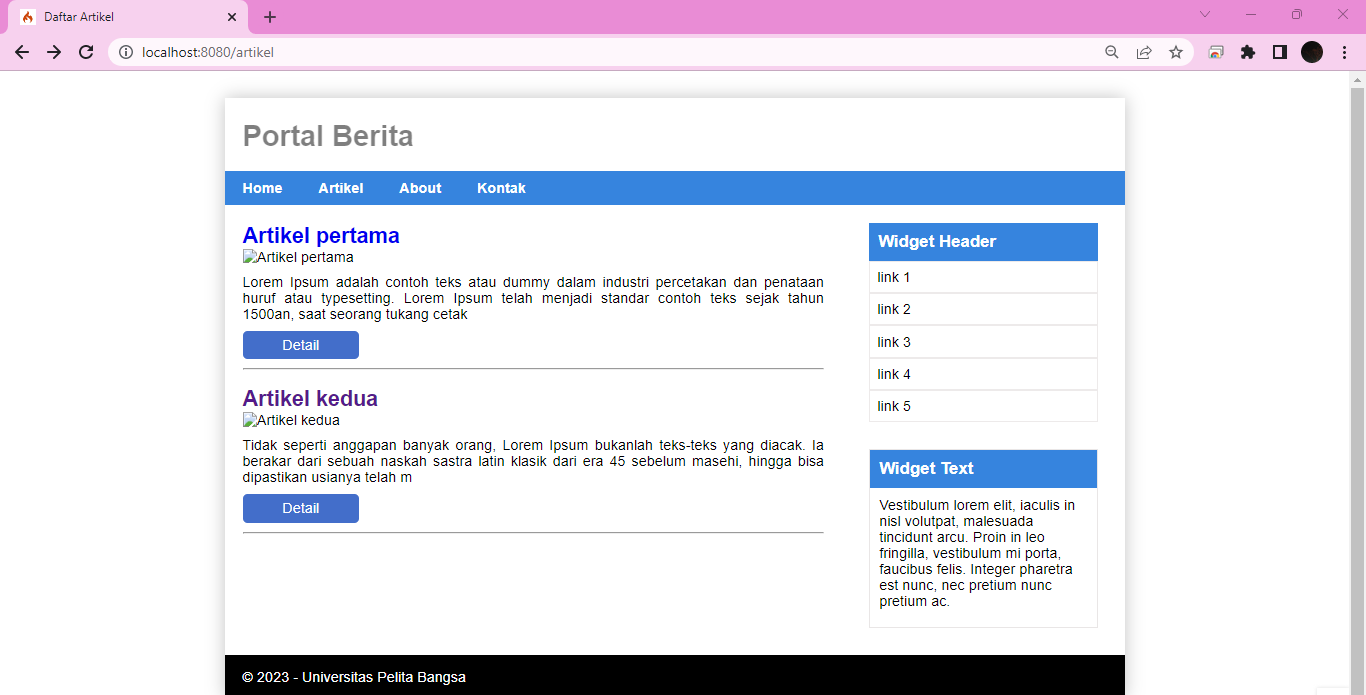 Daftar Artikel
localhost:8080/artikel
Portal Berita
Home Artikel About Kontak
Artikel pertama
Artikel pertama
Lorem Ipsum adalah contoh teks atau dummy dalam industri percetakan dan penataan
huruf atau typesetting. Lorem Ipsum telah menjadi standar contoh teks sejak tahun
1500an, saat seorang tukang cetak
Detail
Artikel kedua
Artikel kedua
Tidak seperti anggapan banyak orang, Lorem Ipsum bukanlah teks-teks yang diacak. Ia
berakar dari sebuah naskah sastra latin klasik dari era 45 sebelum masehi, hingga bisa
dipastikan usianya telah m
Detail
Widget Header
link 1
link 2
link 3
link 4
link 5
Widget Text
Vestibulum lorem elit, iaculis in
nisl volutpat, malesuada
tincidunt arcu. Proin in leo
fringilla, vestibulum mi porta,
faucibus felis. Integer pharetra
est nunc, nec pretium nunc
pretium ac.
© 2023 - Universitas Pelita Bangsa